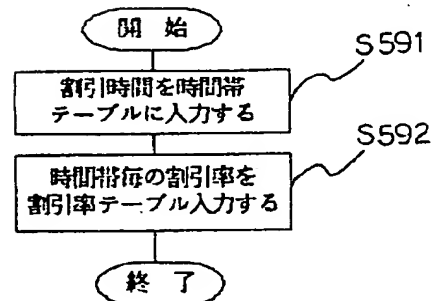 開 始
S591
割引時間を時間帯
テーブルに入力する
S592
時間帯毎の割引率を
割引率テーブル入力する
終 了